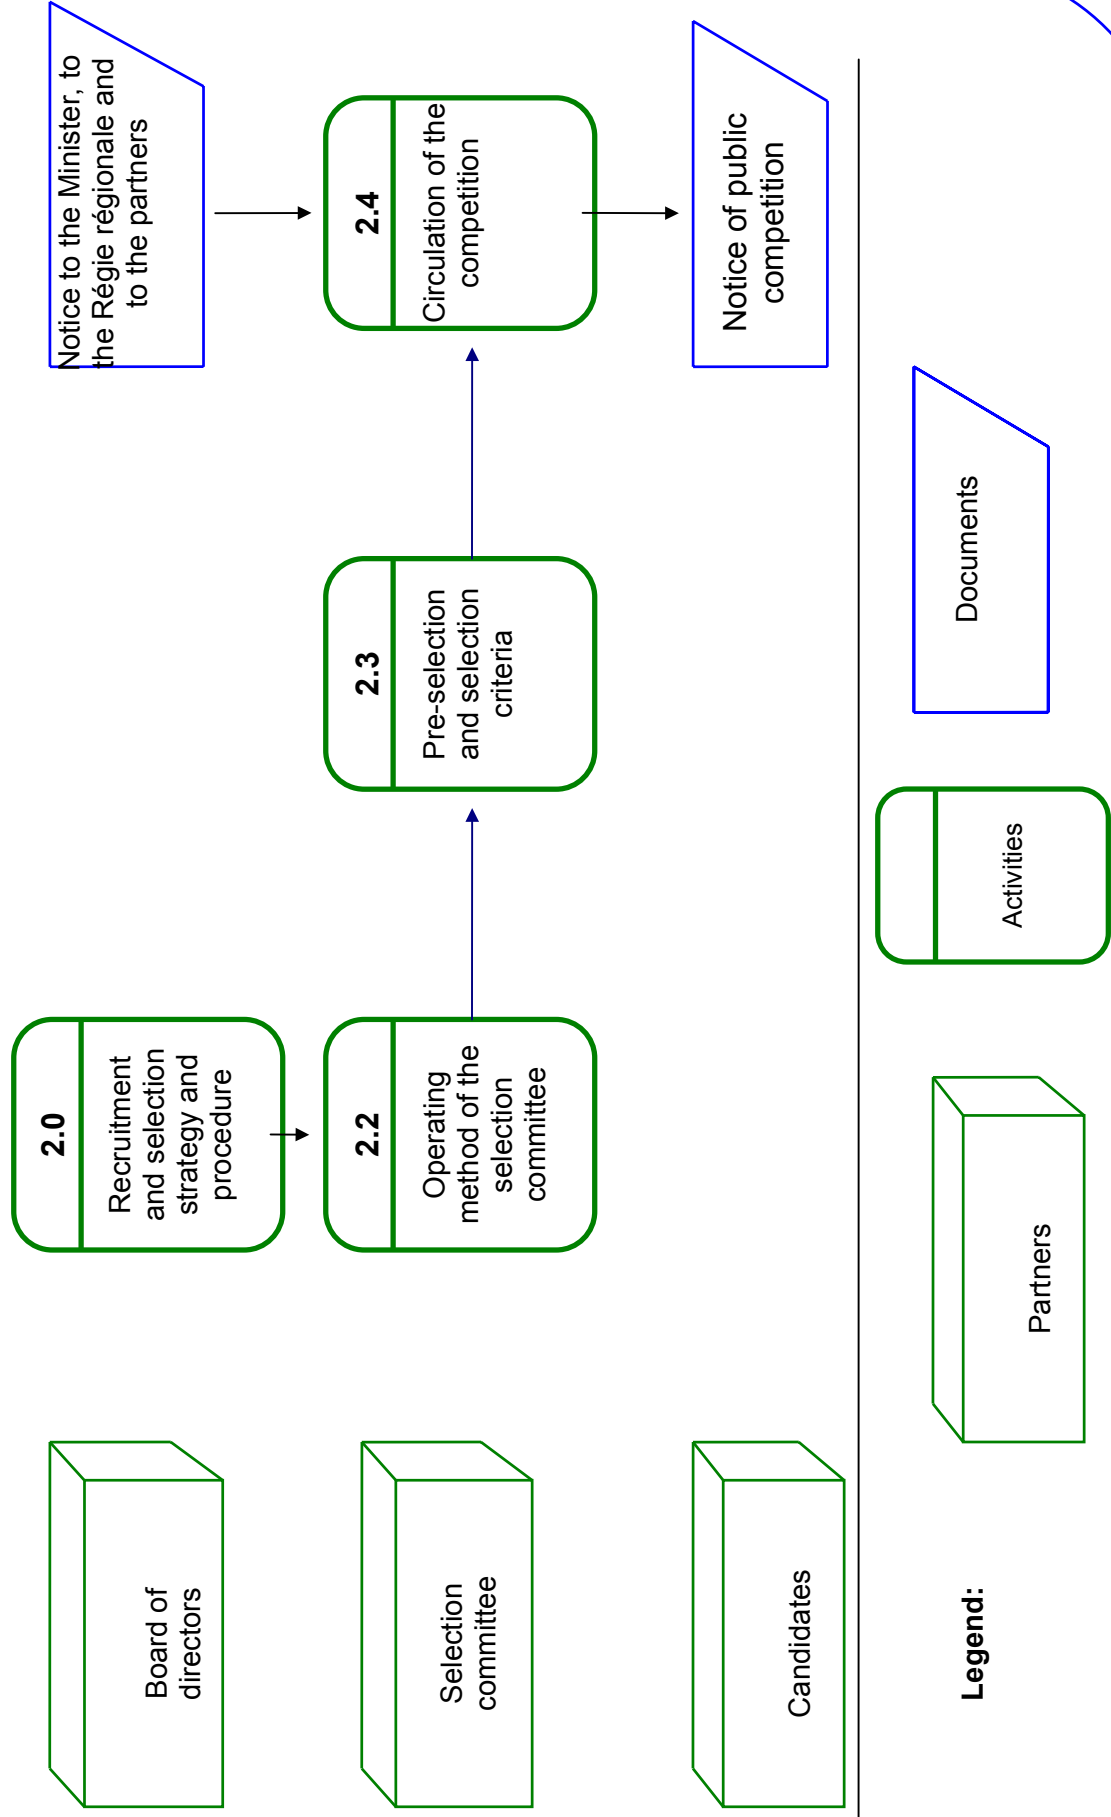 Board of
directors
2.0
Recruitment
and selection
strategy and
procedure
Notice to the Minister, to
the Régie régionale and
to the partners
Selection
committee
2.2
Operating
method of the
selection
committee
2.3
Pre-selection
and selection
criteria
2.4
Circulation of the
competition
Candidates
Notice of public
competition
Legend:
Partners
Activities
Documents